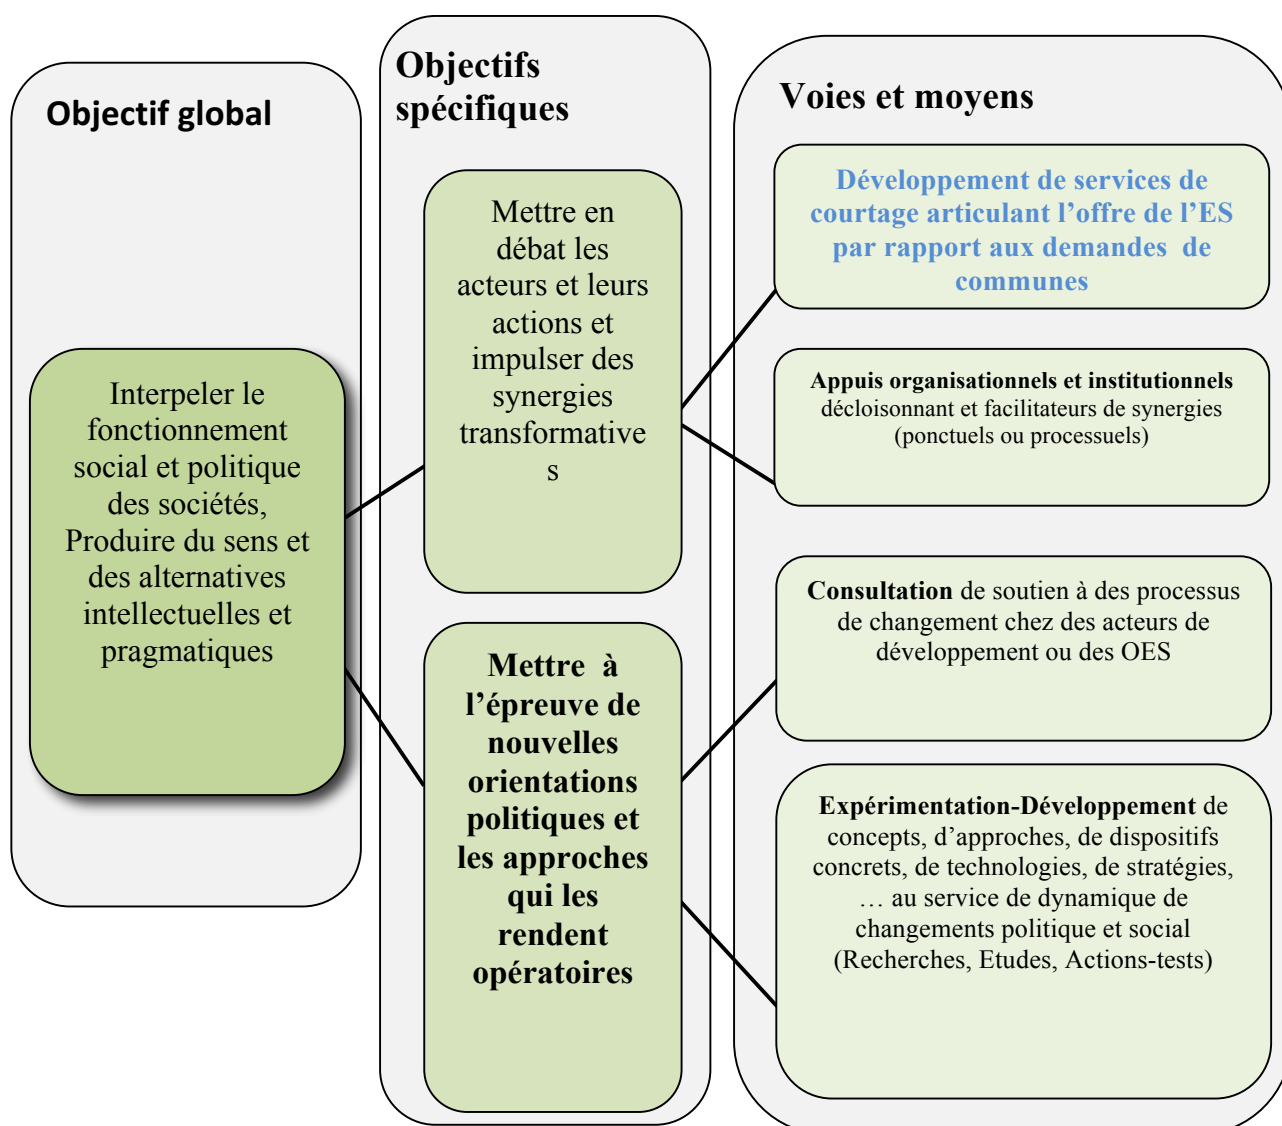 Objectif global
Interpeler le
fonctionnement
social et politique
des sociétés,
Produire du sens et
des alternatives
intellectuelles et
pragmatiques
Objectifs
spécifiques
Mettre en
débat les
acteurs et leurs
actions et
impulser des
synergies
transformative
s
Mettre à
l’épreuve de
nouvelles
orientations
politiques et
les approches
qui les
rendent
opératoires
Voies et moyens
Développement de services de
courtage articulant l’offre de l’ES
par rapport aux demandes de
communes
Appuis organisationnels et institutionnels
décloisonnant et facilitateurs de synergies
(ponctuels ou processuels)
Consultation de soutien à des processus
de changement chez des acteurs de
développement ou des OES
Expérimentation-Développement de
concepts, d’approches, de dispositifs
concrets, de technologies, de stratégies,
… au service de dynamique de
changements politique et social
(Recherches, Etudes, Actions-tests)